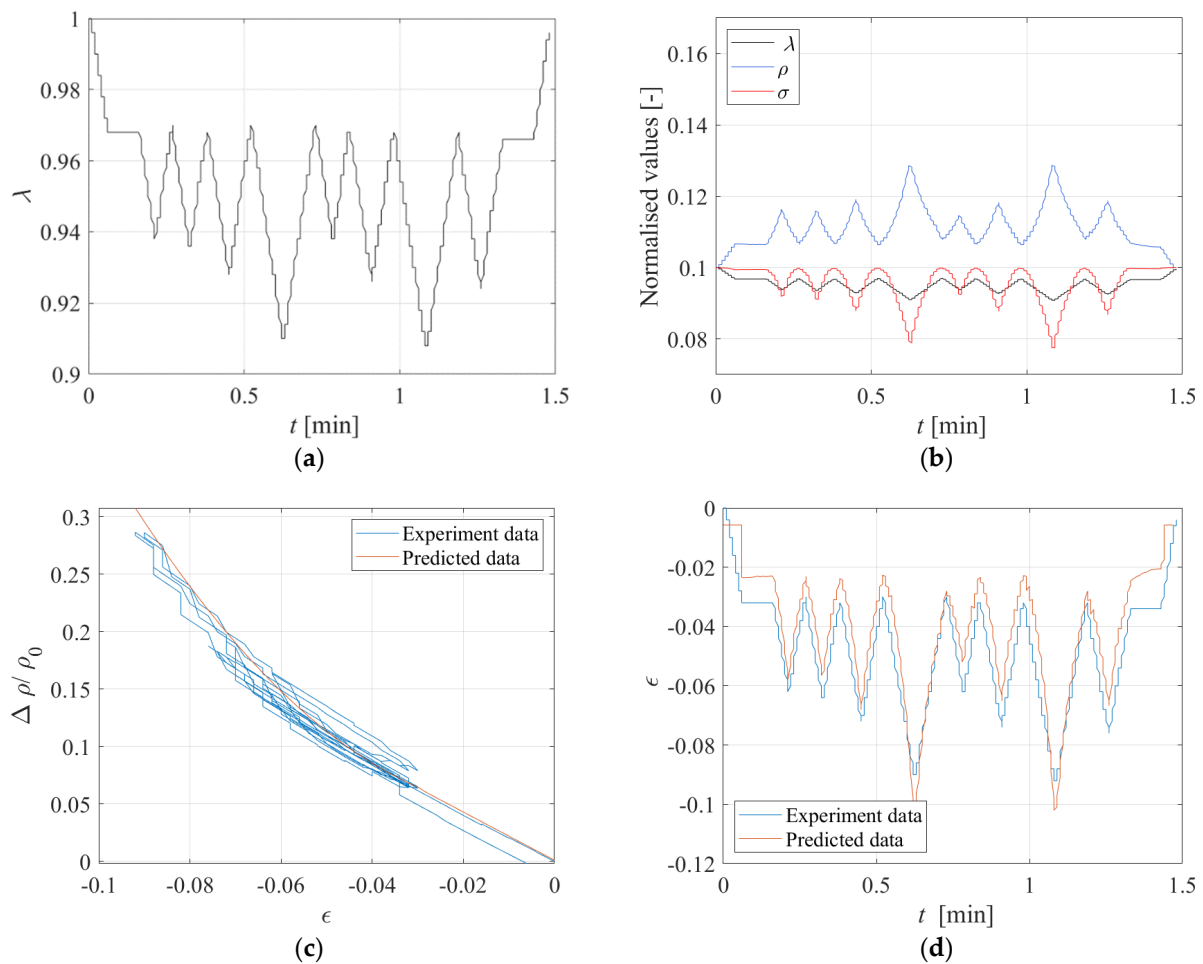 1
0.98
0.96
0.94
0.92
0.9
λ
0 0.5 1 1.5
t [min]
(a)
0.16
0.14
0.12
0.1
0.08
Normalised values [-]
λ
ρ
σ
0 0.5 1 1.5
t [min]
(b)
0.3
0.25
0.2
0.15
0.1
0.05
0
Δ ρ/ ρ0
Experiment data
Predicted data
-0.1 -0.08 -0.06 -0.04 -0.02 0
ϵ
(c)
0
-0.02
-0.04
-0.06
-0.08
-0.1
-0.12
ϵ
Experiment data
Predicted data
0 0.5 1 1.5
t [min]
(d)